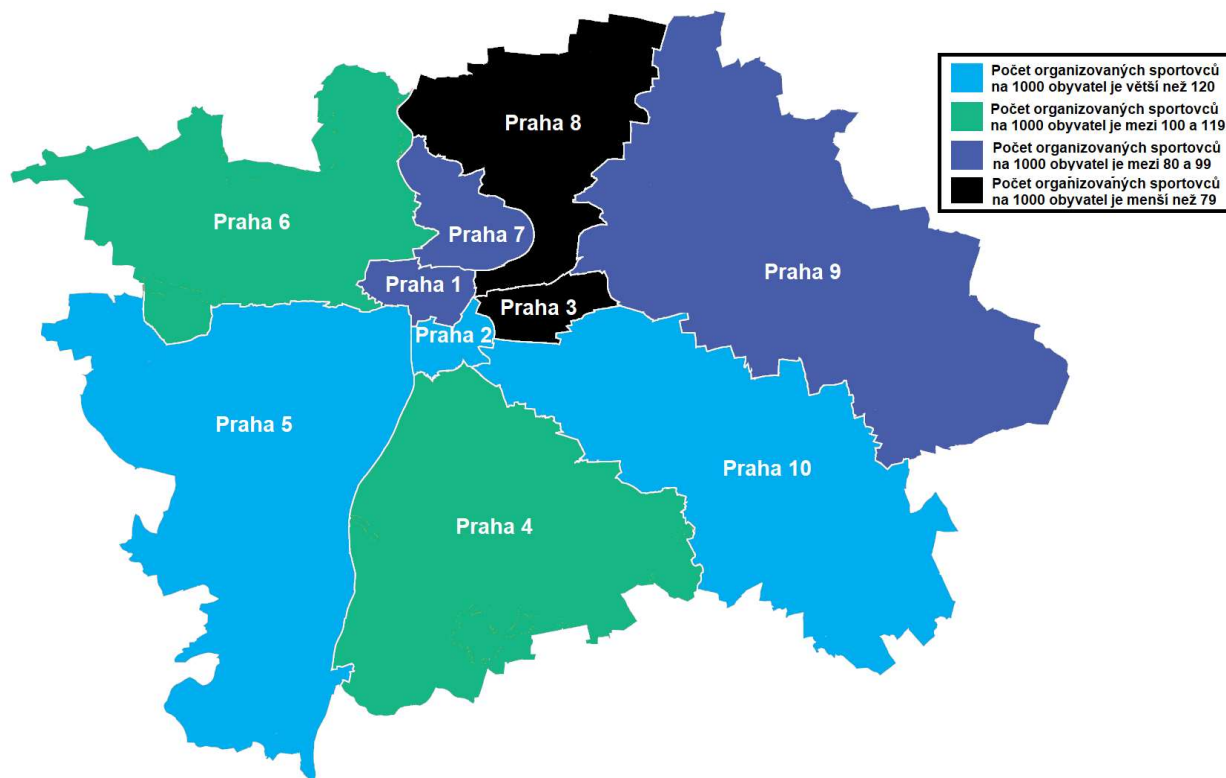 Počet organizovaných sportovců
na 1000 obyvatel je větší než 120
Počet organizovaných sportovců
na 1000 obyvatel je mezi 100 a 119
Počet organizovaných sportovců
na 1000 obyvatel je mezi 80 a 99
Počet organizovaných sportovců
na 1000 obyvatel je menší než 79
Praha 8
Praha 6
Praha 7
Praha 9
Praha 1
Praha 3
Praha 2
Praha 5
Praha 10
Praha 4